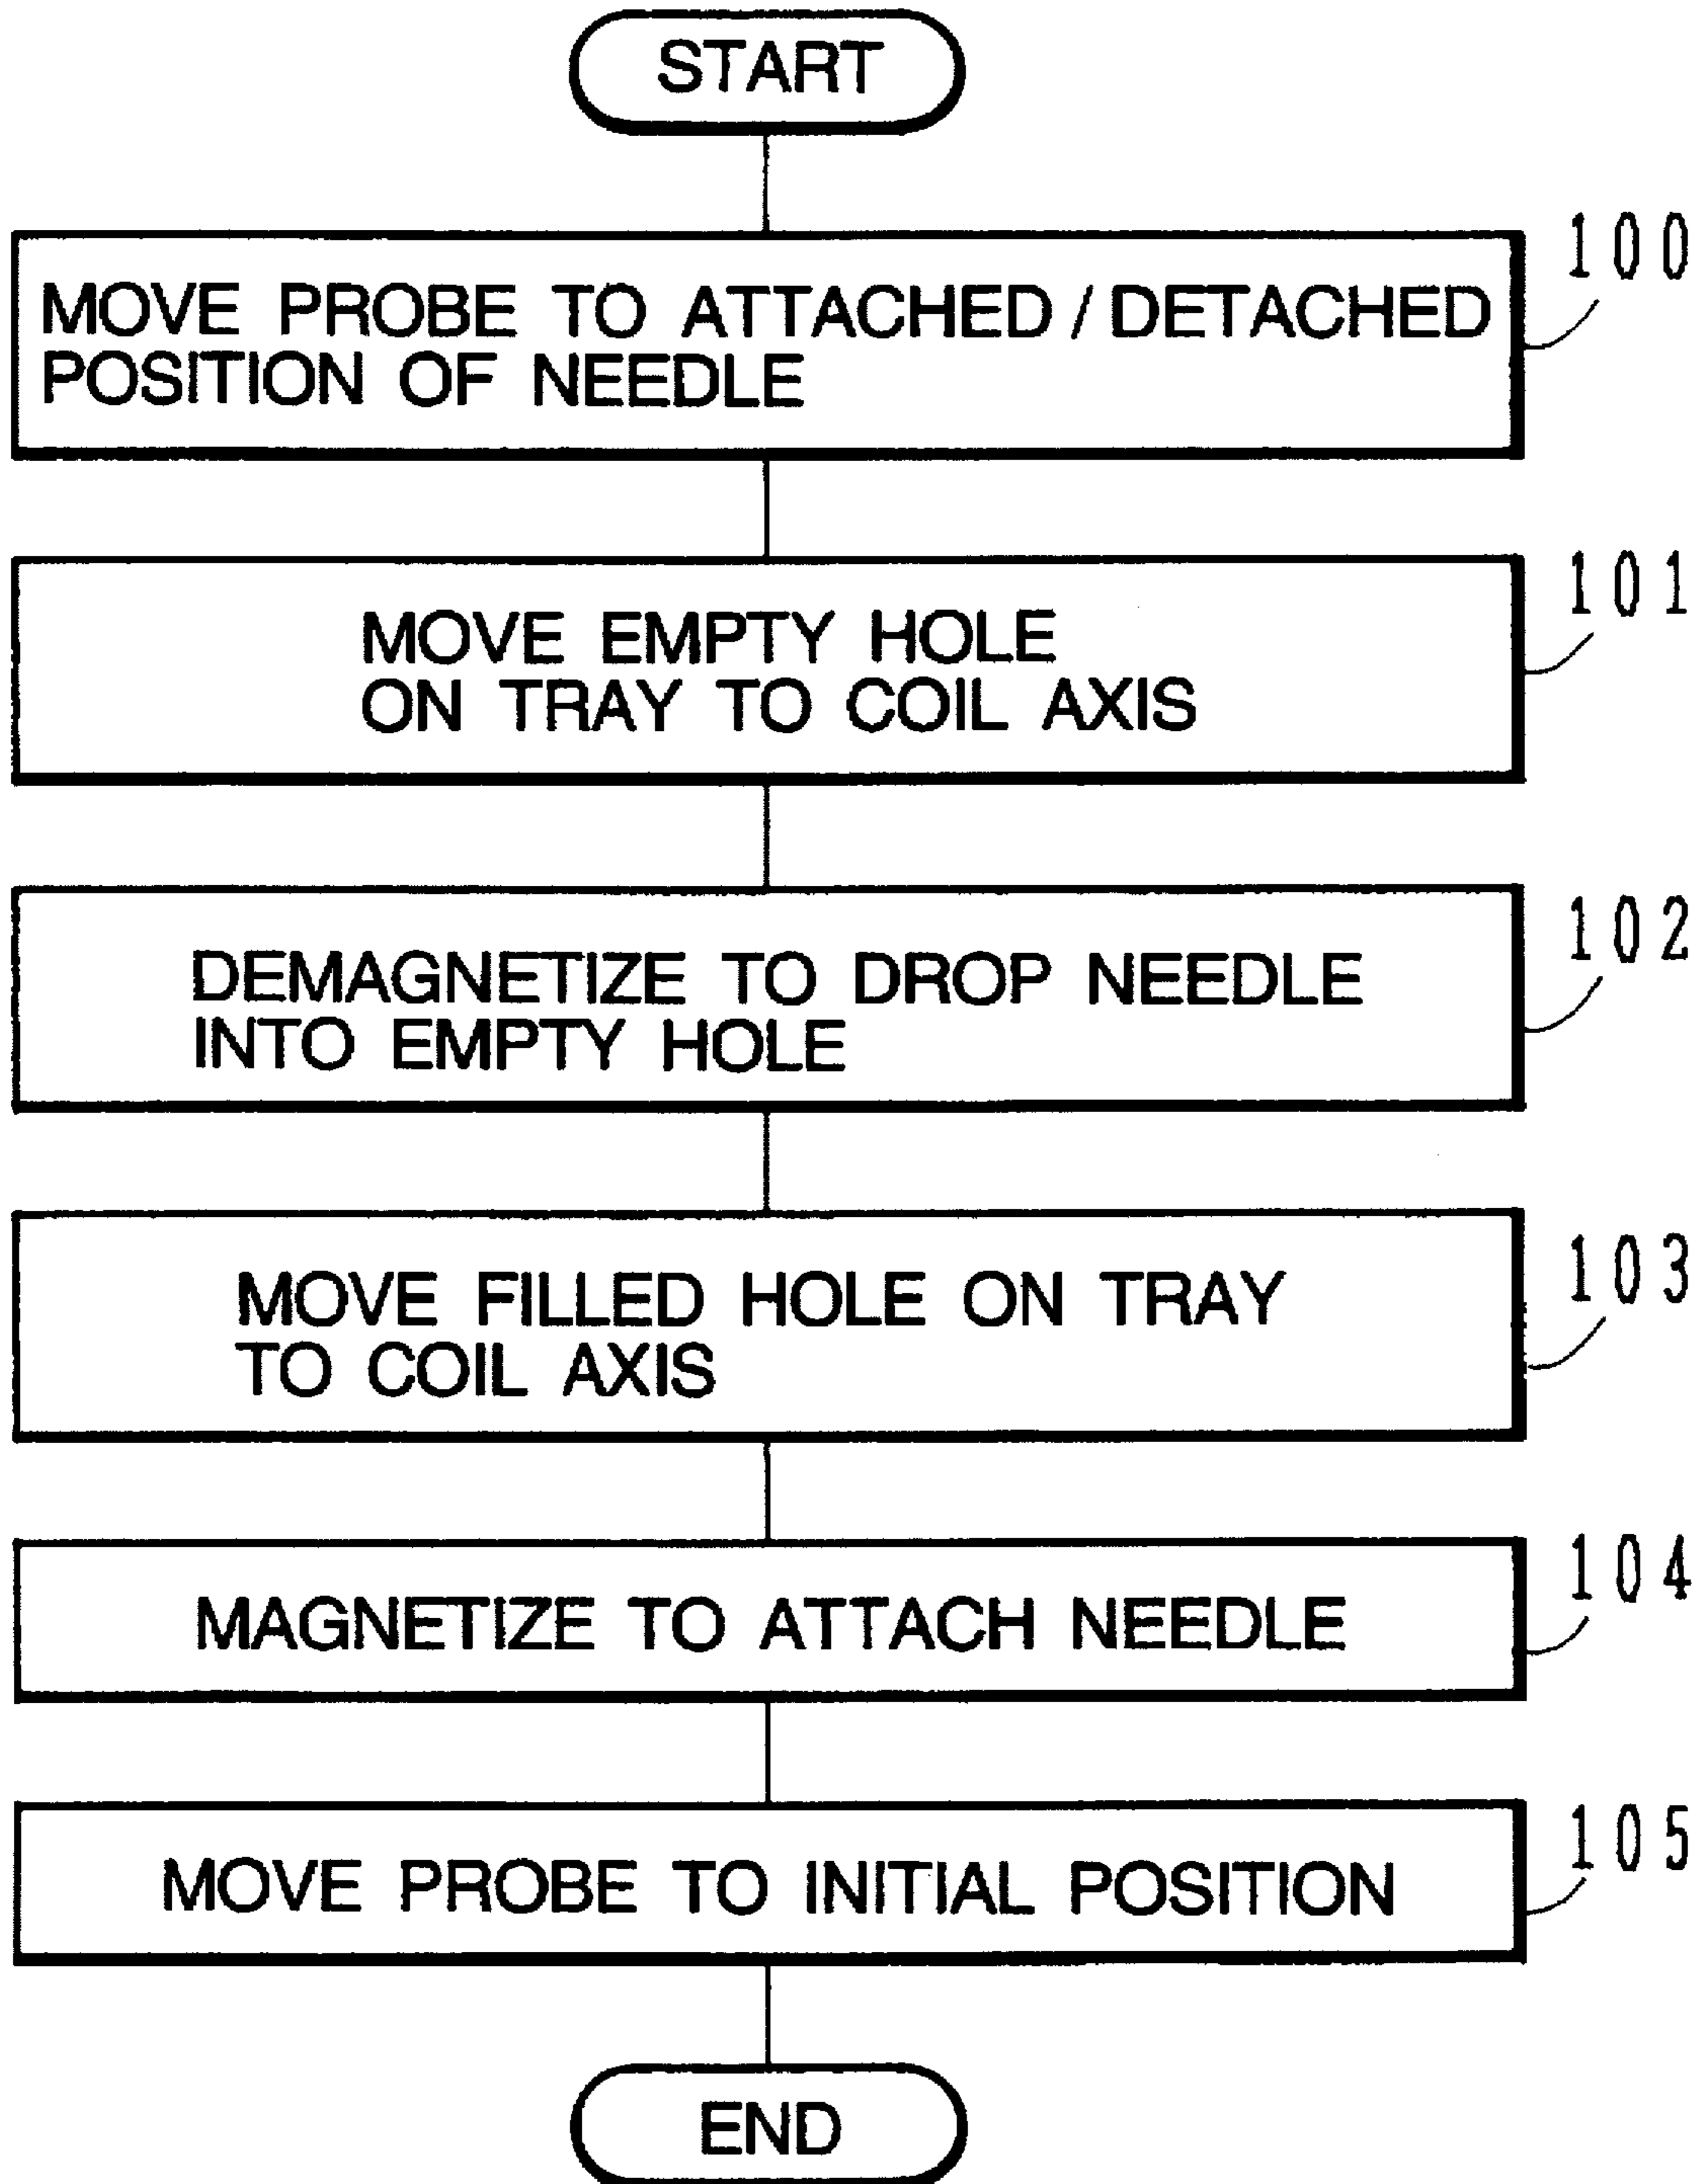 START
100
MOVE PROBE TO ATTACHED / DETACHED
POSITION OF NEEDLE
101
MOVE EMPTY HOLE
ON TRAY TO COIL AXIS
102
DEMAGNETIZE TO DROP NEEDLE
INTO EMPTY HOLE
103
MOVE FILLED HOLE ON TRAY
TO COIL AXIS
104
MAGNETIZE TO ATTACH NEEDLE
105
MOVE PROBE TO INITIAL POSITION
END